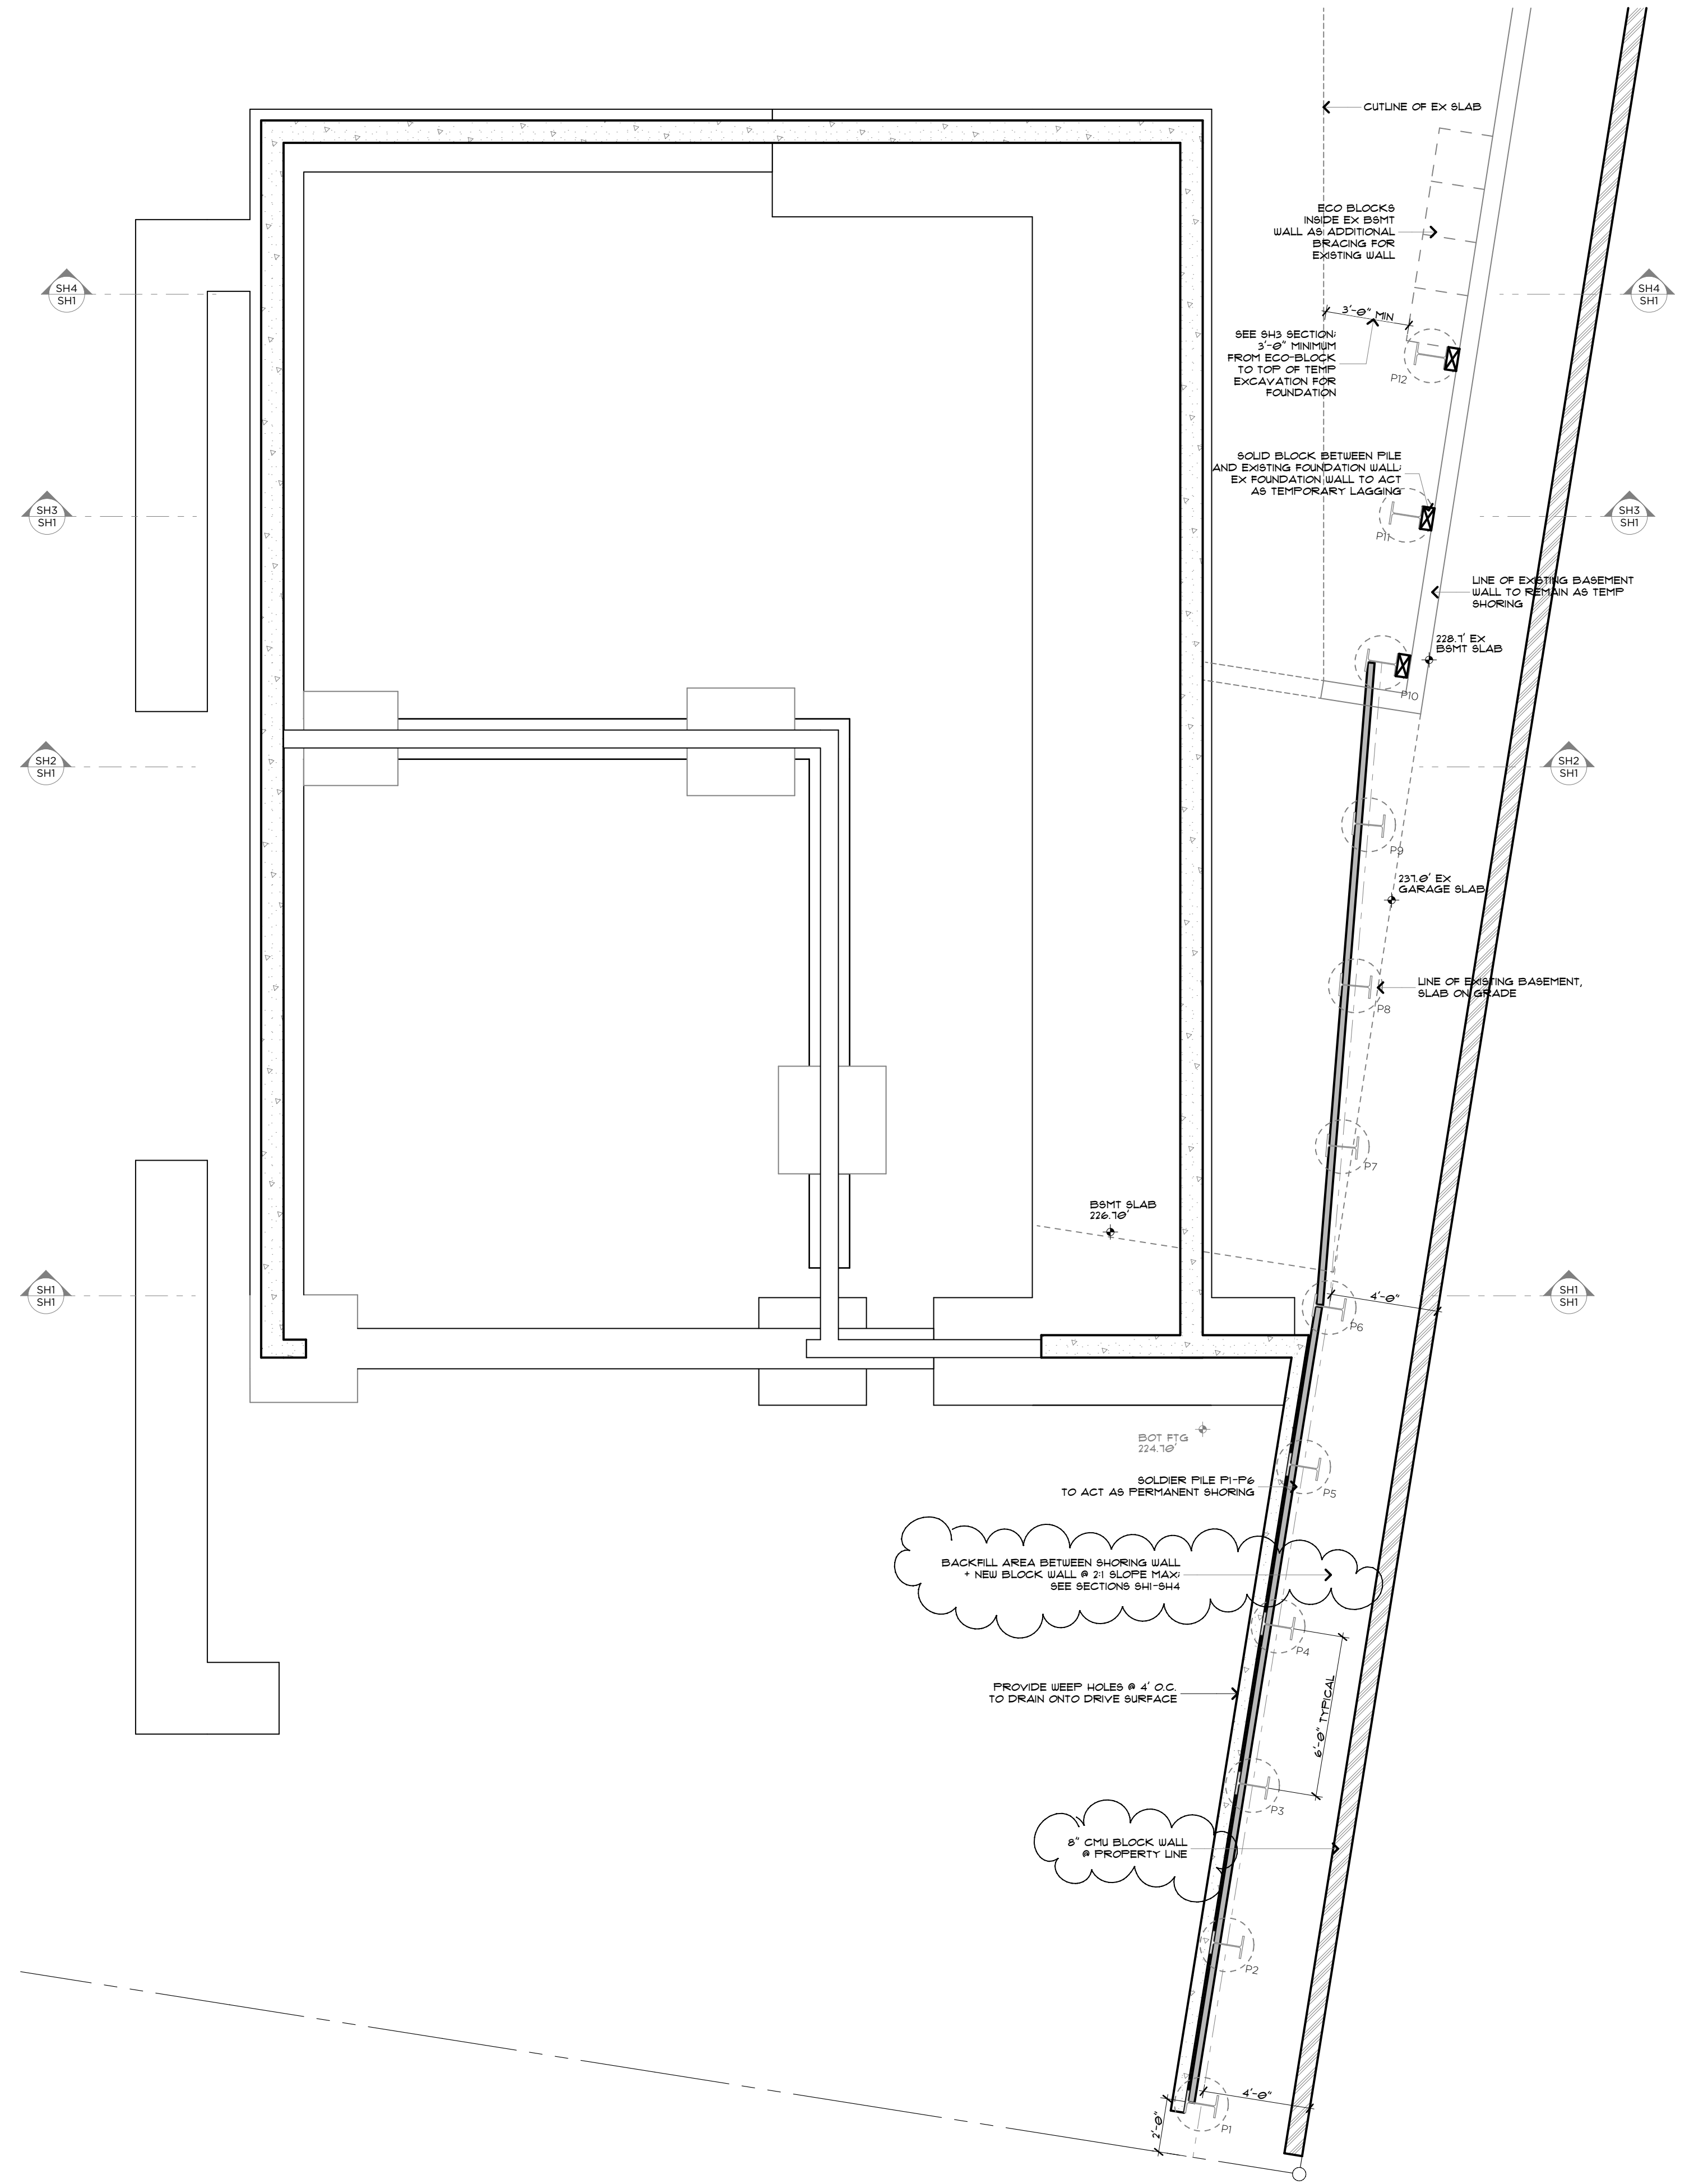 CUTLINE OF EX SLAB
ECO BLOCKS
INSIDE EX BSMT
WALL AS ADDITIONAL
BRACING FOR
EXISTING WALL
SH4
SH1
SH4
SH1
3'-0" MIN
SEE SH3 SECTION:
3'-0" MINIMUM
FROM ECO-BLOCK
TO TOP OF TEMP
EXCAVATION FOR
FOUNDATION
P12
SOLID BLOCK BETWEEN PILE
AND EXISTING FOUNDATION WALL;
EX FOUNDATION WALL TO ACT
AS TEMPORARY LAGGING
SH3
SH1
SH3
SH1
P11
LINE OF EXISTING BASEMENT
WALL TO REMAIN AS TEMP
SHORING
228.7' EX
BSMT SLAB
P10
SH2
SH1
SH2
SH1
P9
237.0' EX
GARAGE SLAB
LINE OF EXISTING BASEMENT,
SLAB ON GRADE
P8
P7
BSMT SLAB
226.70'
SH1
SH1
SH1
SH1
4'-0"
P6
BOT FTG
224.70'
SOLDIER PILE P1-P6
TO ACT AS PERMANENT SHORING
P5
BACKFILL AREA BETWEEN SHORING WALL
+ NEW BLOCK WALL @ 2:1 SLOPE MAX;
SEE SECTIONS SH1-SH4
P4
PROVIDE WEEP HOLES @ 4' O.C.
TO DRAIN ONTO DRIVE SURFACE
6'-0" TYPICAL
P3
8" CMU BLOCK WALL
@ PROPERTY LINE
P2
4'-0"
P1
2'-0"